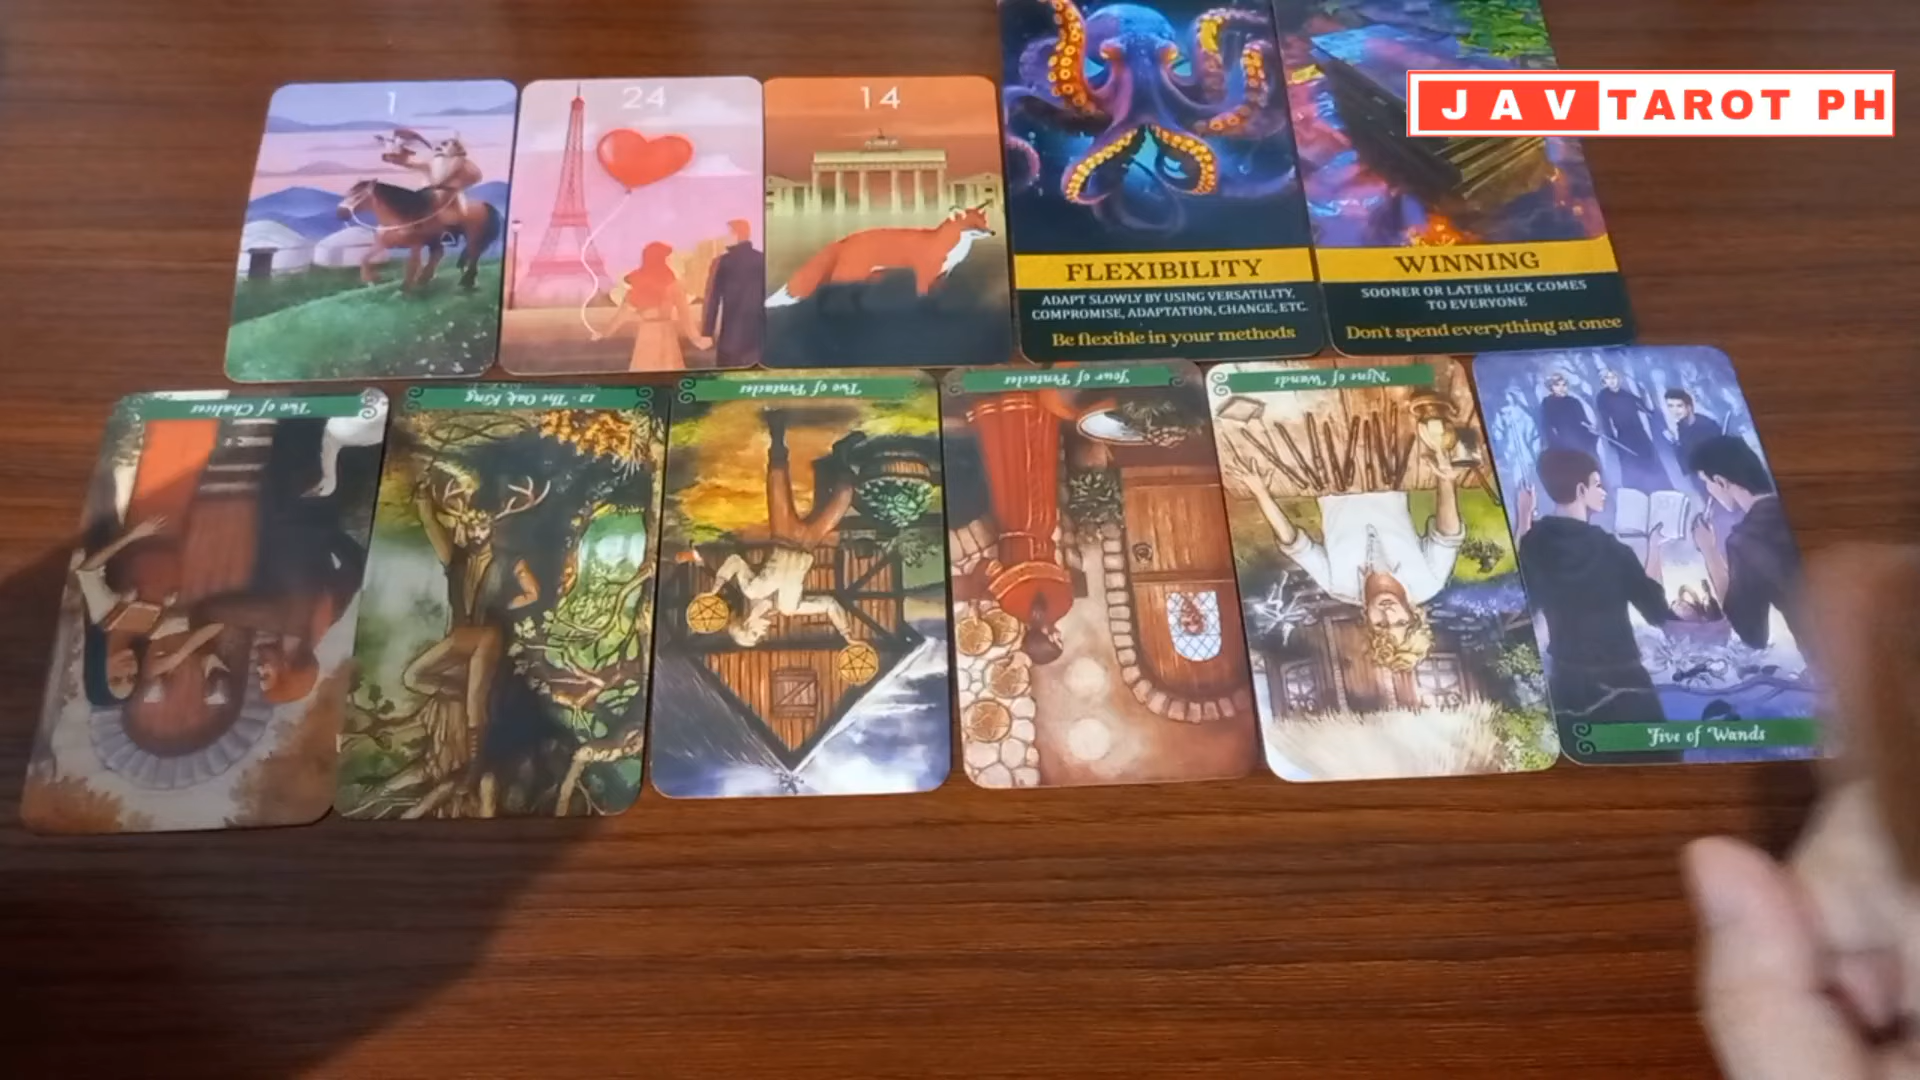 JAV TAROT PH
1
24
14
FLEXIBILITY
ADAPT SLOWLY BY USING VERSATILITY,
COMPROMISE, ADAPTATION, CHANGE, ETC.
Be flexible in your methods
WINNING
SOONER OR LATER LUCK COMES
TO EVERYONE
Don't spend everything at once
Two of Chalices
12 · The Oak King
Two of Pentacles
Four of Pentacles
Nine of Wands
Five of Wands